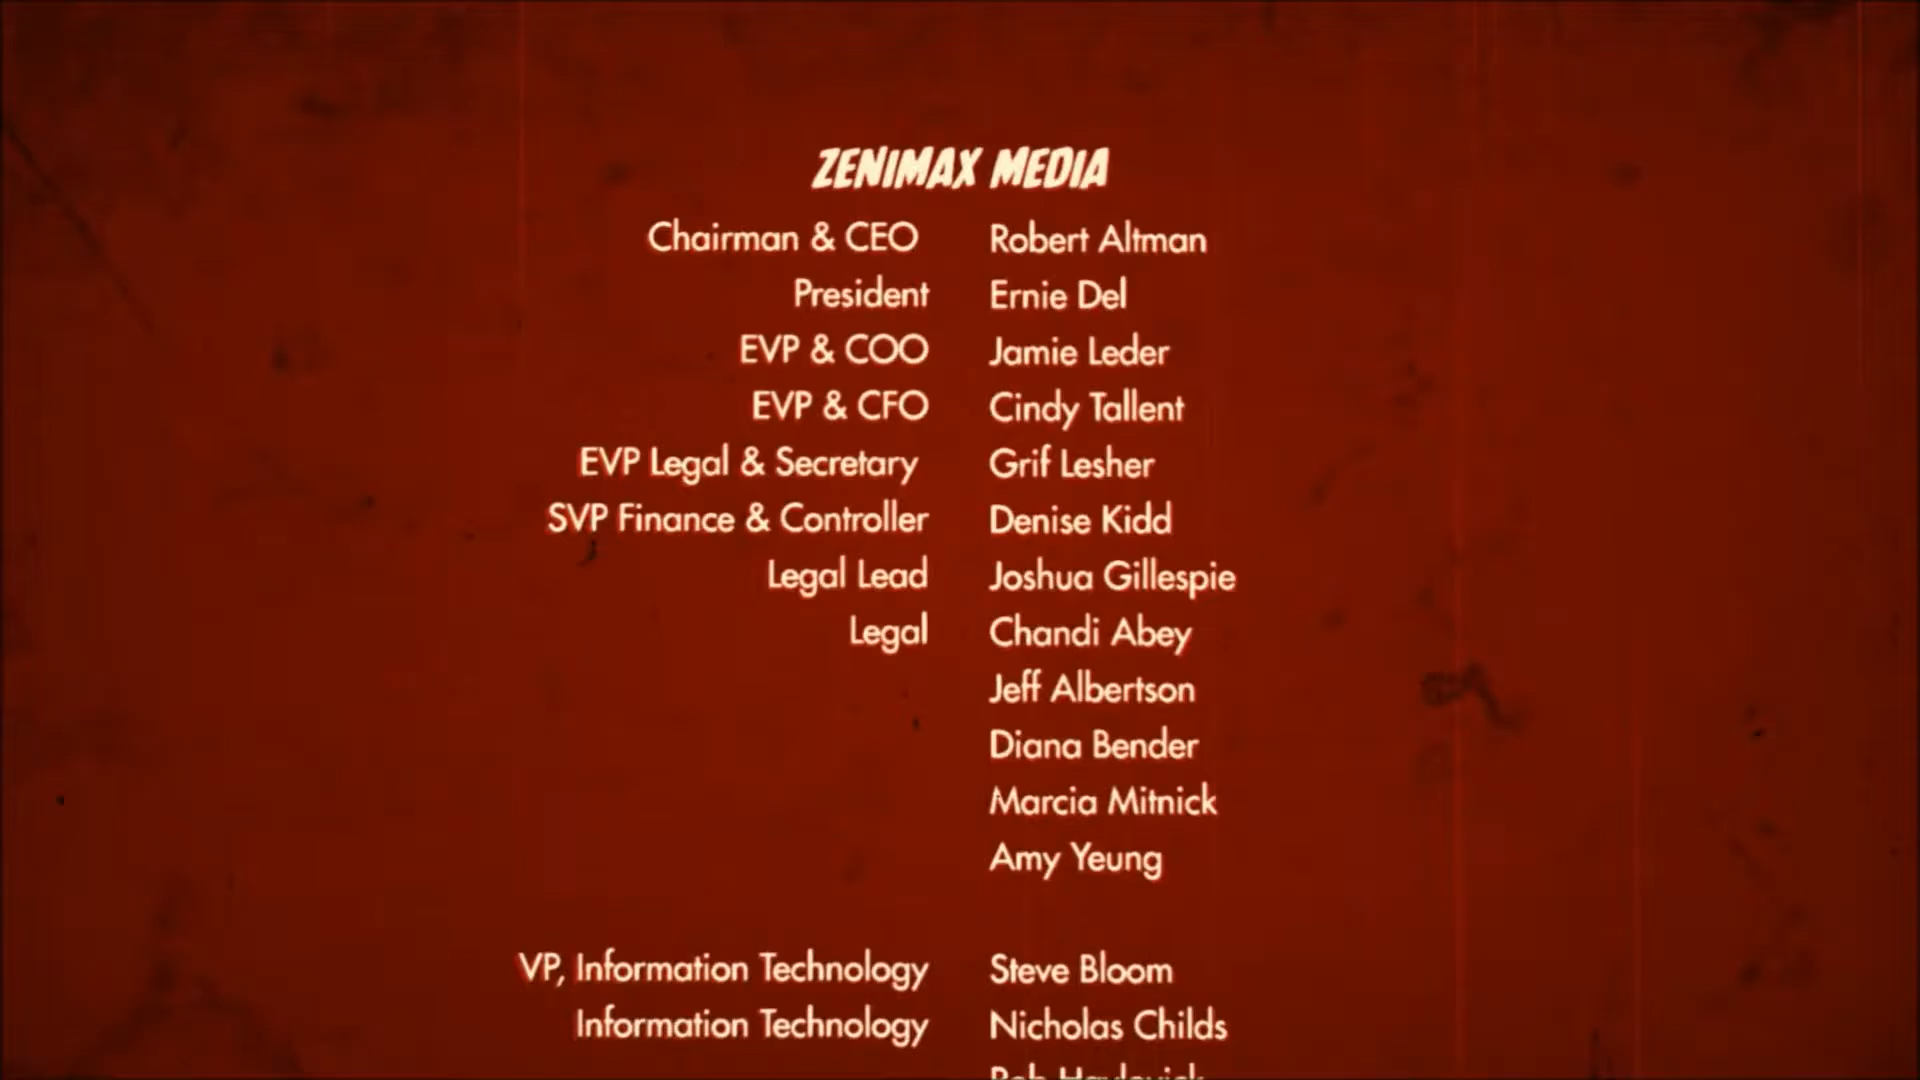 ZENIMAX MEDIA
Chairman & CEO Robert Altman
President Ernie Del
EVP & COO Jamie Leder
EVP & CFO Cindy Tallent
EVP Legal & Secretary Grif Lesher
SVP Finance & Controller Denise Kidd
Legal Lead Joshua Gillespie
Legal Chandi Abey
Jeff Albertson
Diana Bender
Marcia Mitnick
Amy Yeung
VP, Information Technology Steve Bloom
Information Technology Nicholas Childs